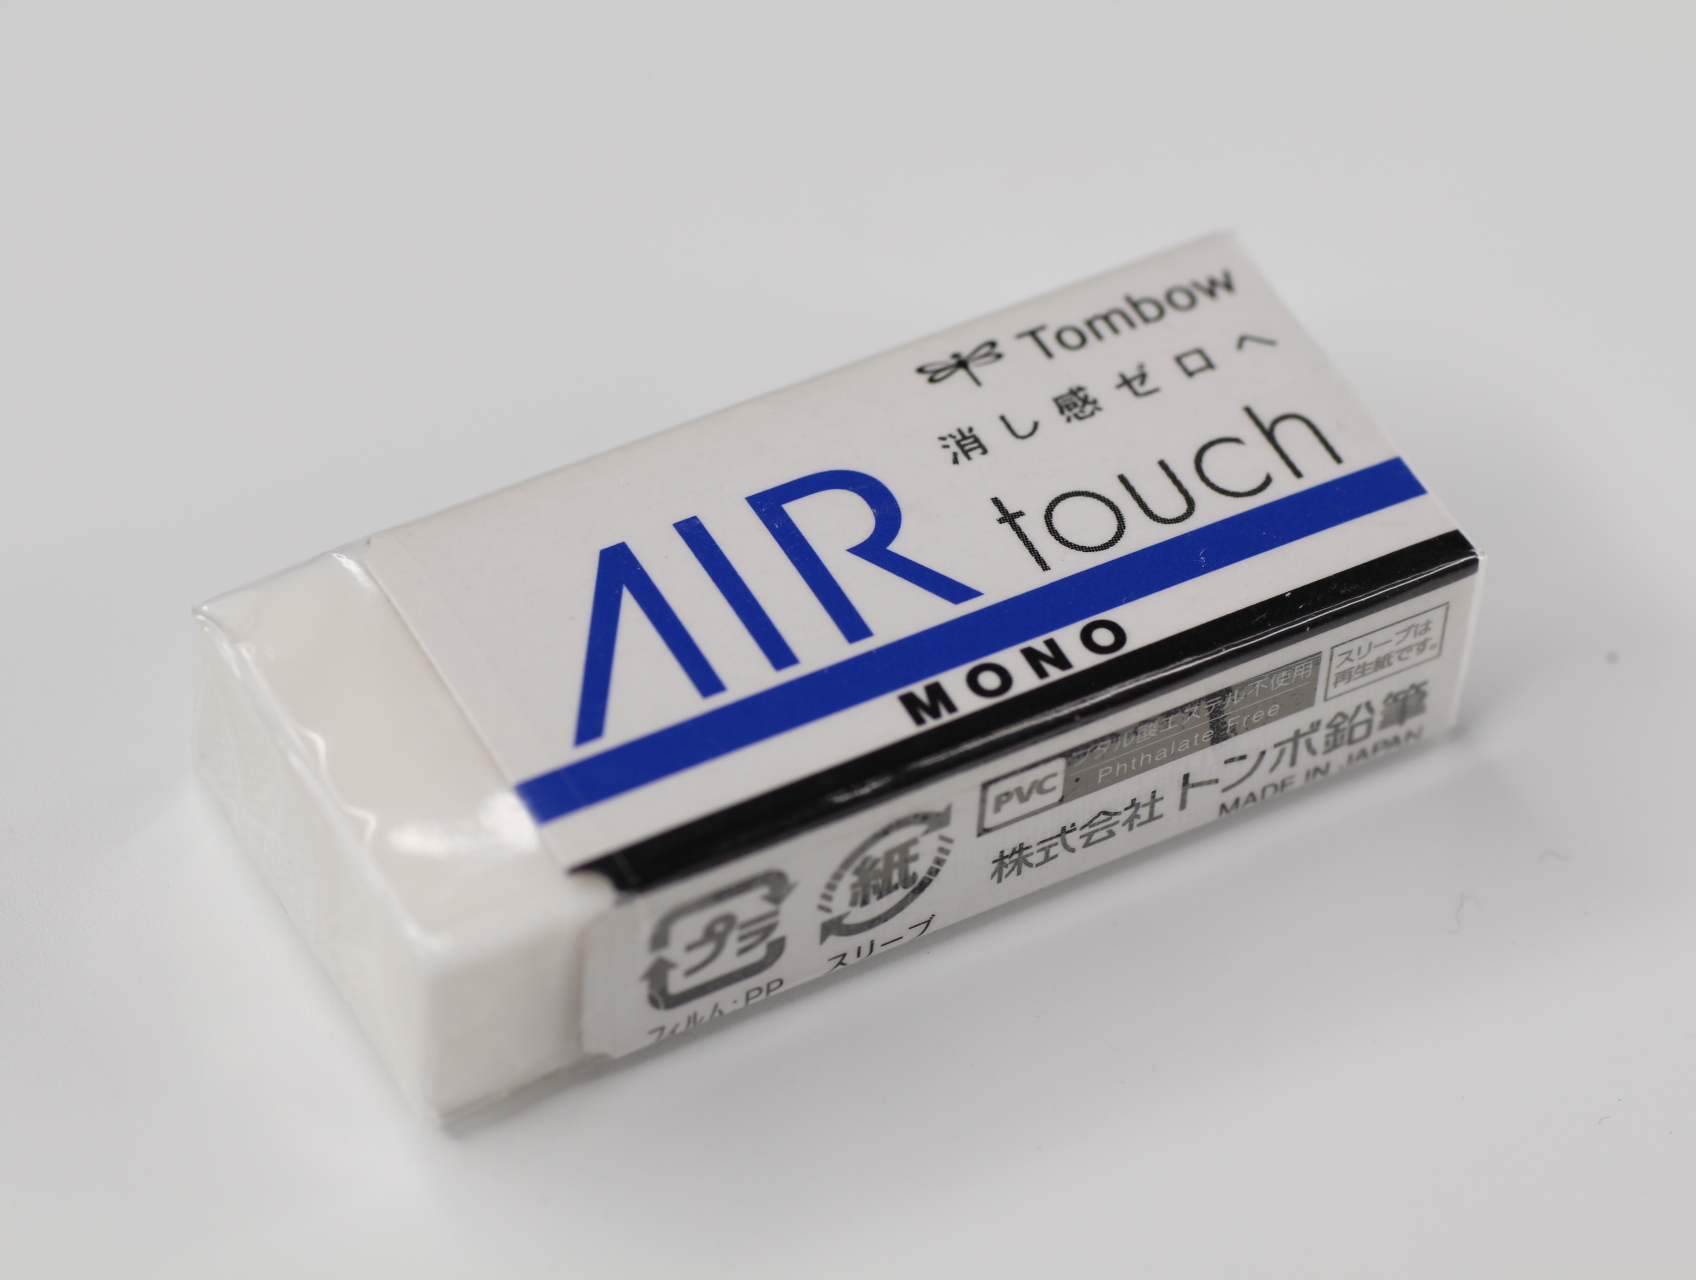 Tombow
消し感ゼロへ
AIR touch
MONO
スリーブは
再生紙です。
PVC
フタル酸エステル不使用
Phthalate Free
株式会社 トンボ鉛筆
MADE IN JAPAN
プラ
紙
フィルム:PP
スリーブ